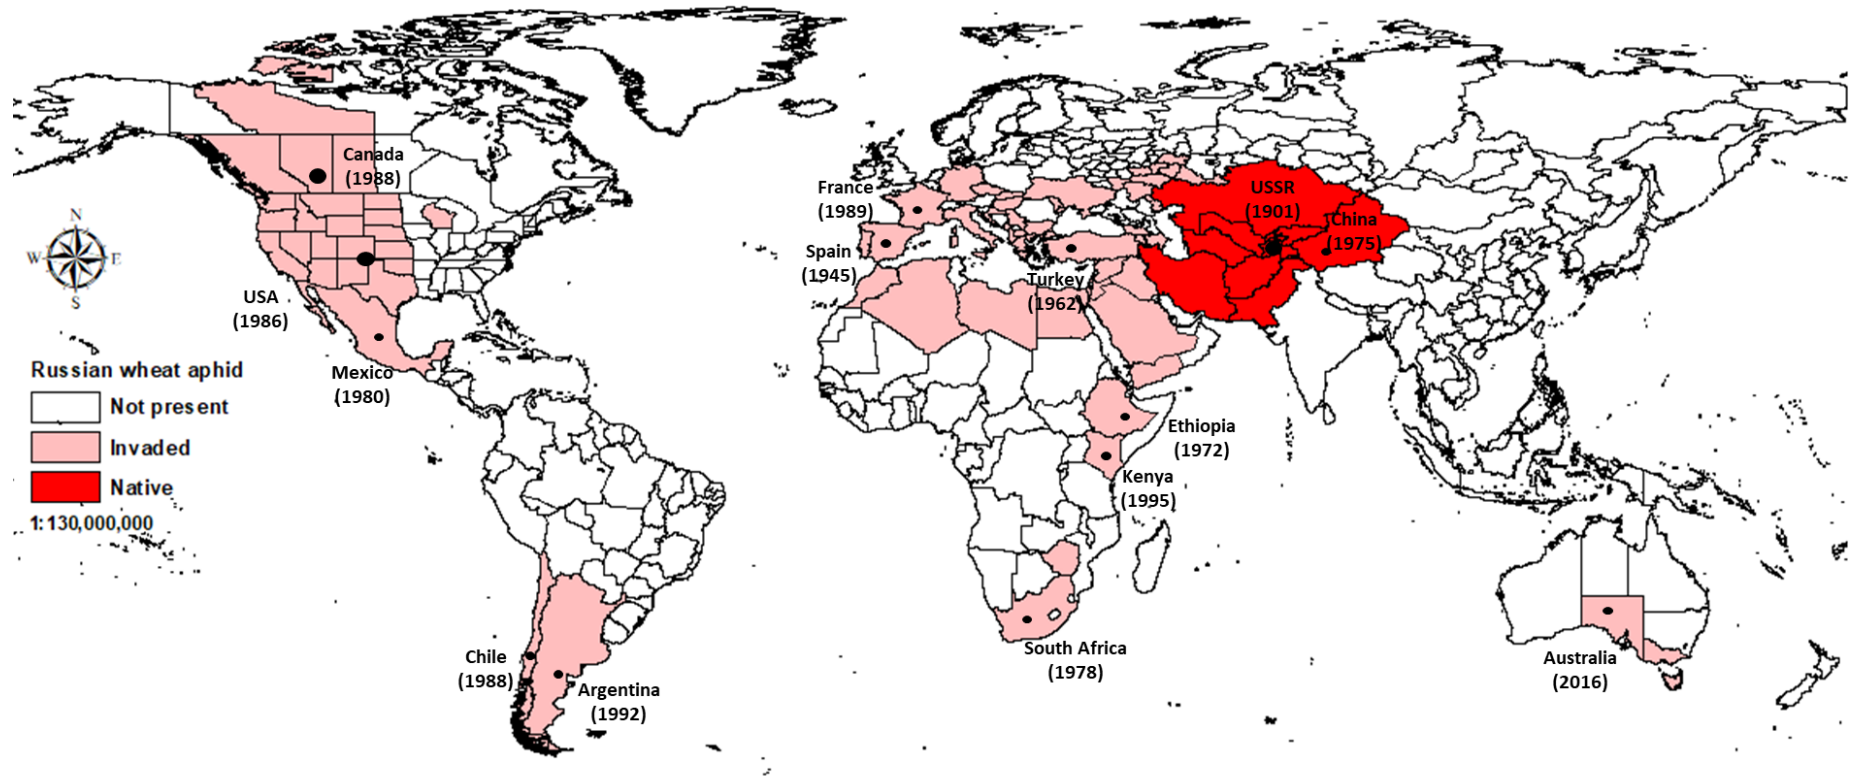 Canada
(1988)
France
(1989)
USSR
(1901)
China
(1975)
N
W
E
S
Spain
(1945)
Turkey
(1962)
USA
(1986)
Mexico
(1980)
Russian wheat aphid
Not present
Invaded
Native
1:130,000,000
Ethiopia
(1972)
Kenya
(1995)
South Africa
(1978)
Chile
(1988)
Argentina
(1992)
Australia
(2016)